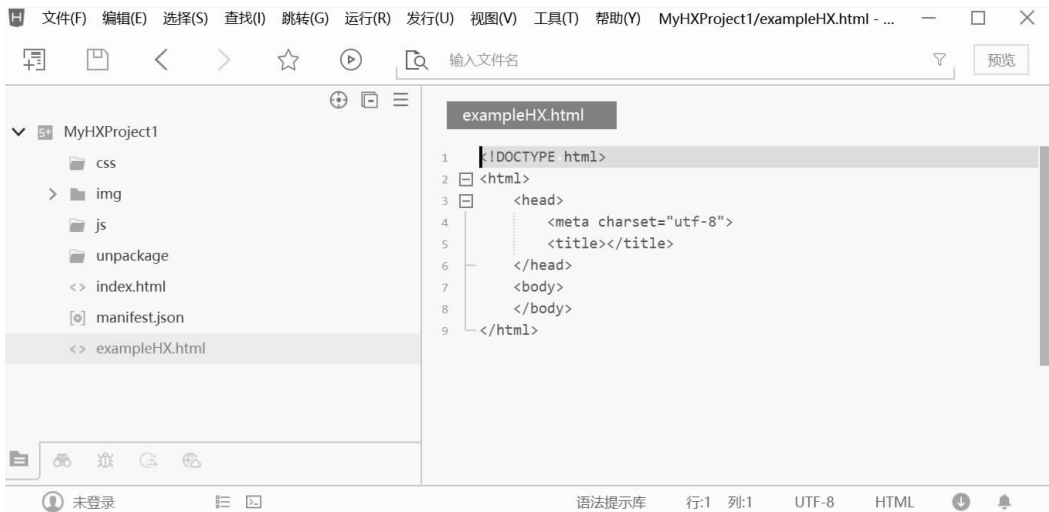 H 文件(F) 编辑(E) 选择(S) 查找(I) 跳转(G) 运行(R) 发行(U) 视图(V) 工具(T) 帮助(Y) MyHXProject1/exampleHX.html - ...
输入文件名 预览
MyHXProject1
css
img
js
unpackage
<> index.html
manifest.json
<> exampleHX.html
exampleHX.html
1 <!DOCTYPE html>
2 <html>
3 <head>
4 <meta charset="utf-8">
5 <title></title>
6 </head>
7 <body>
8 </body>
9 </html>
未登录 语法提示库 行:1 列:1 UTF-8 HTML